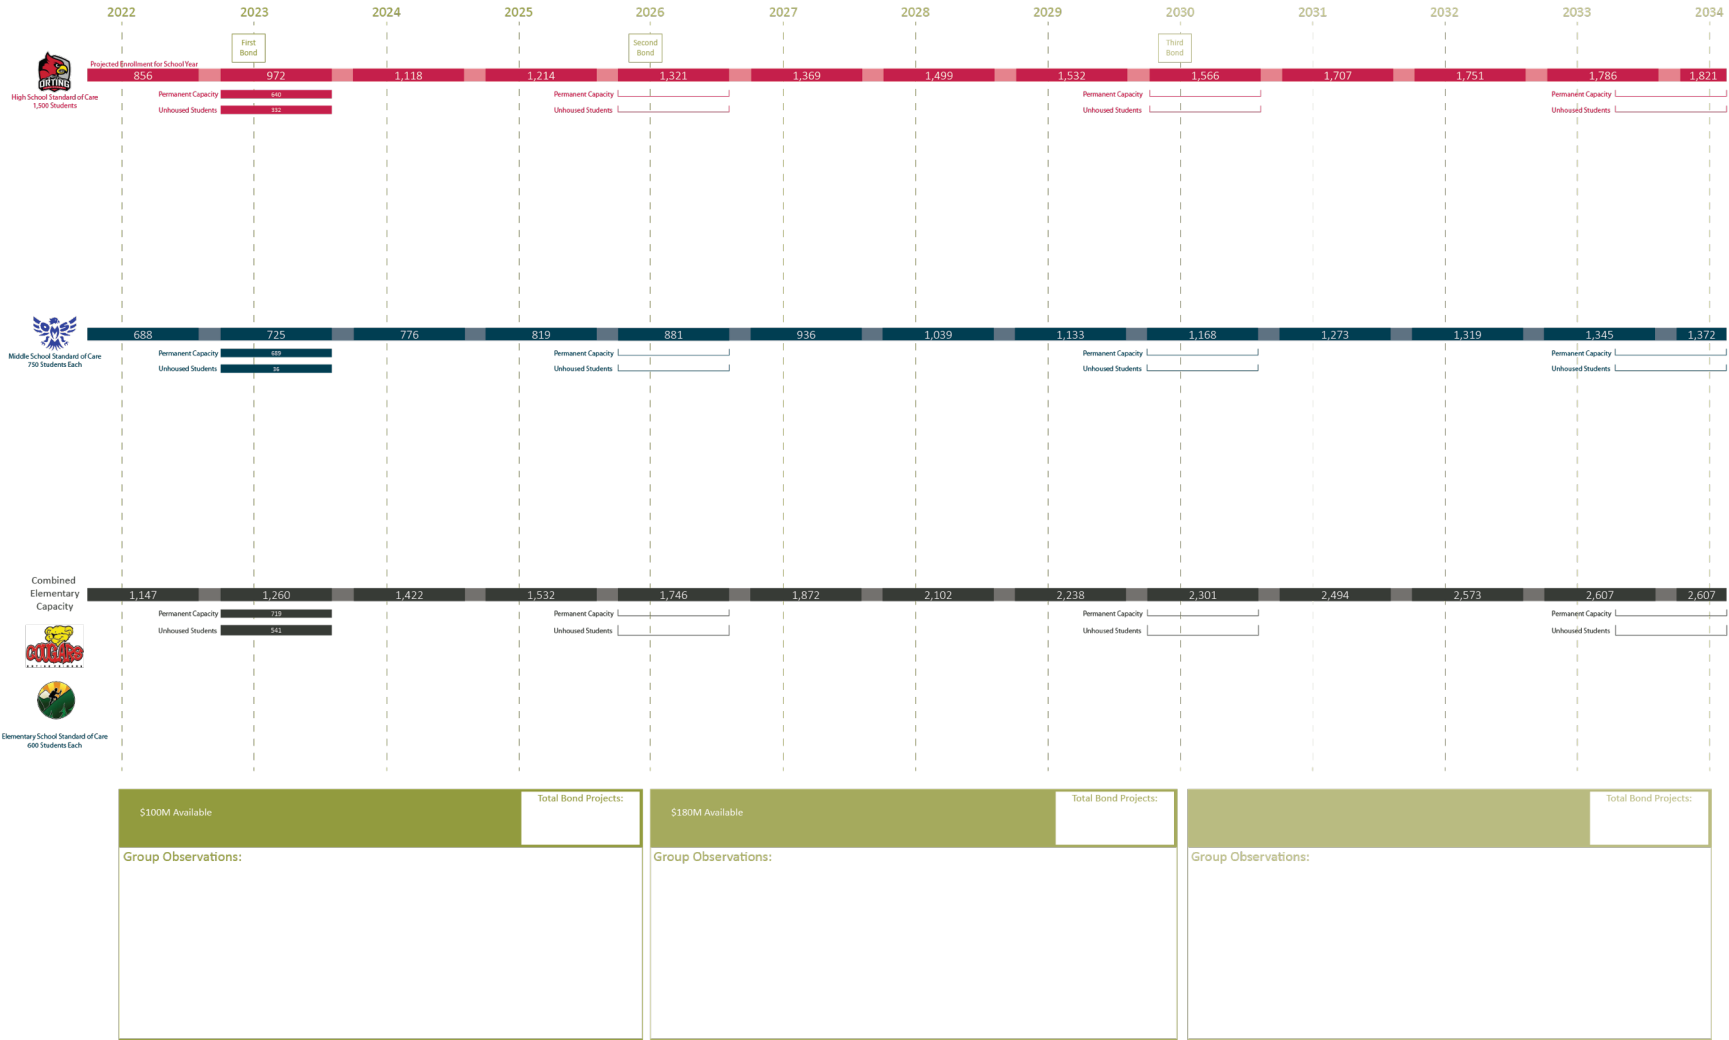 2022 2023 2024 2025 2026 2027 2028 2029 2030 2031 2032 2033 2034
First
Bond
Second
Bond
Third
Bond
ORTING
High School Standard of Care
1,500 Students
Projected Enrollment for School Year
856 972 1,118 1,214 1,321 1,369 1,499 1,532 1,566 1,707 1,751 1,786 1,821
Permanent Capacity 640 Permanent Capacity Permanent Capacity Permanent Capacity
Unhoused Students 332 Unhoused Students Unhoused Students Unhoused Students
OMS
Middle School Standard of Care
750 Students Each
688 725 776 819 881 936 1,039 1,133 1,168 1,273 1,319 1,345 1,372
Permanent Capacity 689 Permanent Capacity Permanent Capacity Permanent Capacity
Unhoused Students 36 Unhoused Students Unhoused Students Unhoused Students
Combined
Elementary
Capacity
1,147 1,260 1,422 1,532 1,746 1,872 2,102 2,238 2,301 2,494 2,573 2,607 2,607
Permanent Capacity 719 Permanent Capacity Permanent Capacity Permanent Capacity
Unhoused Students 541 Unhoused Students Unhoused Students Unhoused Students
COUGARS
Elementary School Standard of Care
600 Students Each
$100M Available
Total Bond Projects:
Group Observations:
$180M Available
Total Bond Projects:
Group Observations:
Total Bond Projects:
Group Observations: